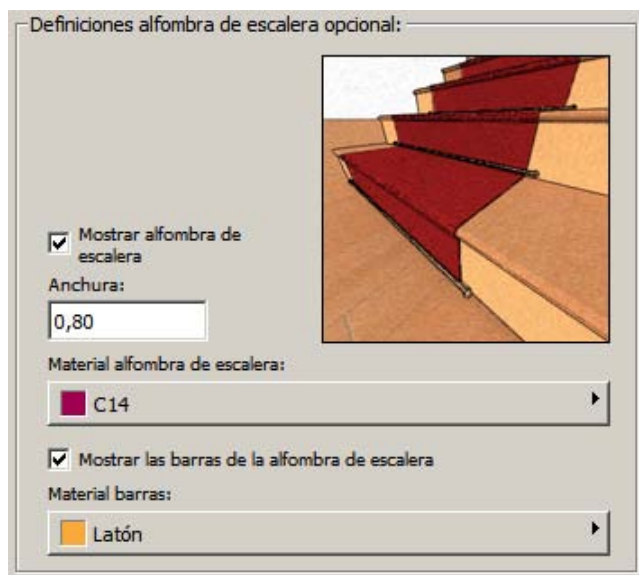 Definiciones alfombra de escalera opcional:
Mostrar alfombra de
escalera
Anchura:
0,80
Material alfombra de escalera:
C14
Mostrar las barras de la alfombra de escalera
Material barras:
Latón